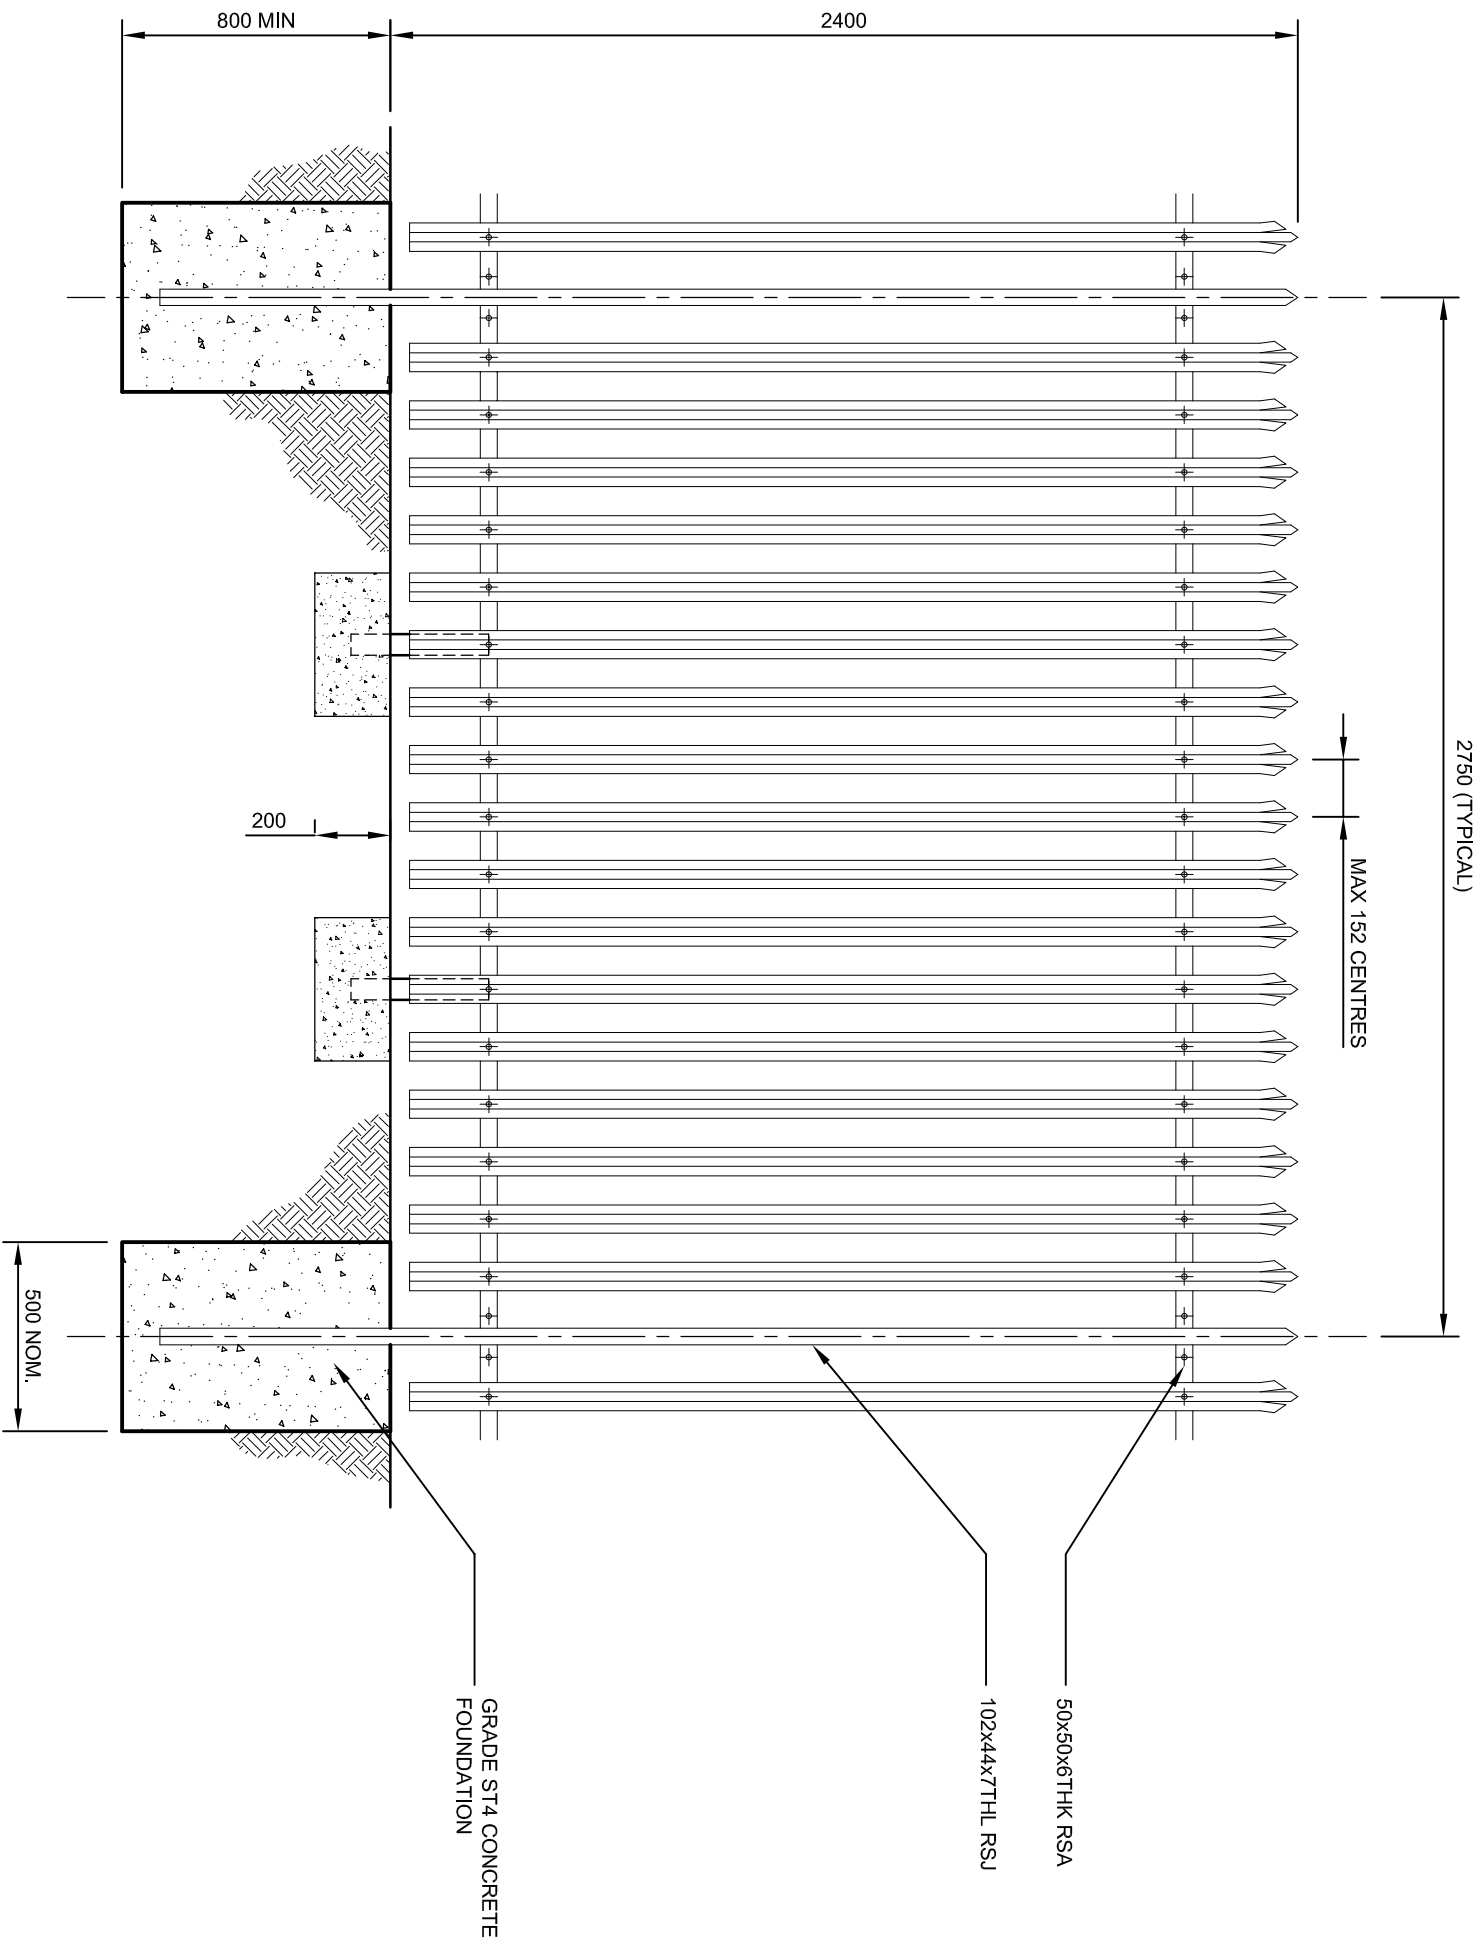 800 MIN
2400
2750 (TYPICAL)
MAX 152 CENTRES
200
500 NOM.
50x50x6THK RSA
102x44x7THL RSJ
GRADE ST4 CONCRETE
FOUNDATION